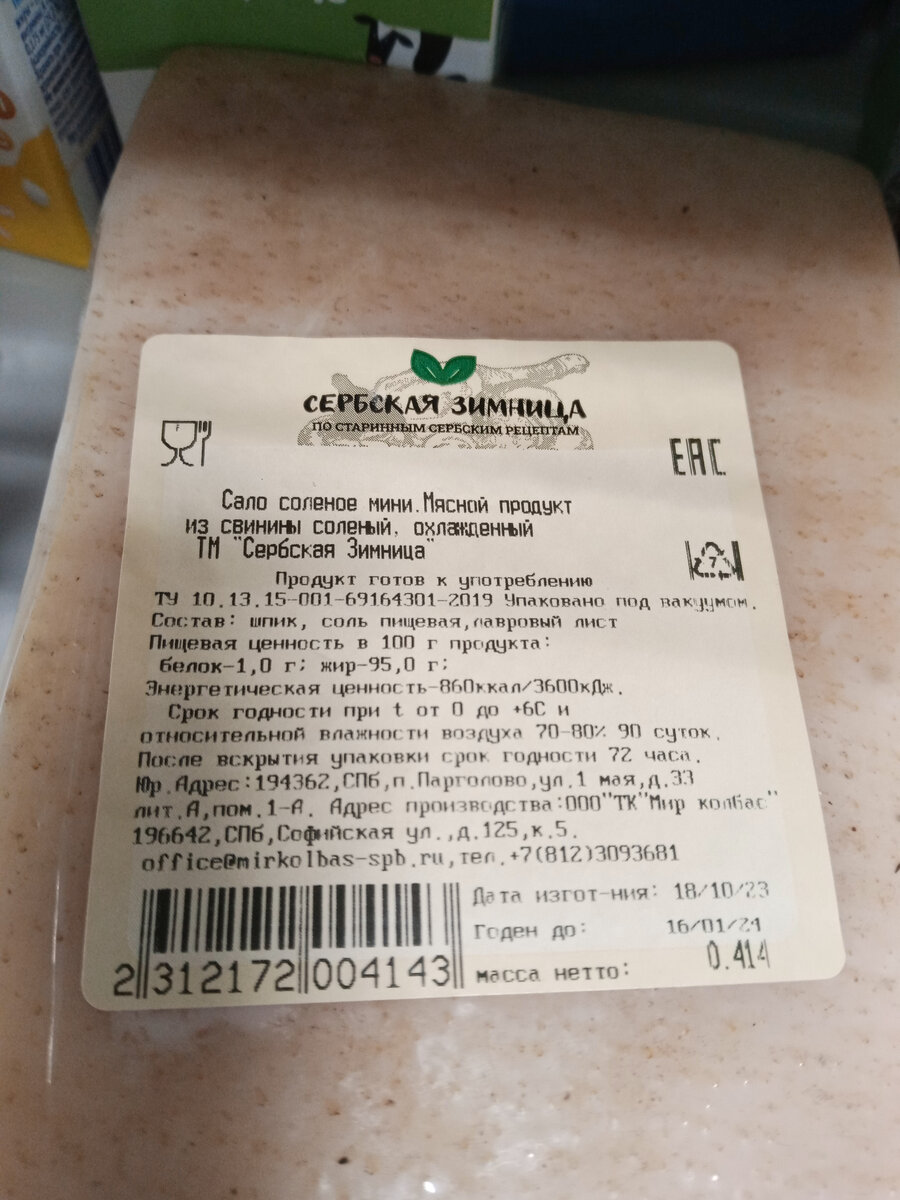 СЕРБСКАЯ ЗИМНИЦА
ПО СТАРИННЫМ СЕРБСКИМ РЕЦЕПТАМ
EAC
Сало соленое мини.Мясной продукт
из свинины соленый, охлажденный
ТМ "Сербская Зимница"
7
Продукт готов к употреблению
ТУ 10.13.15-001-69164301-2019 Упаковано под вакуумом.
Состав: шпик, соль пищевая,лавровый лист
Пищевая ценность в 100 г продукта:
белок-1,0 г; жир-95,0 г;
Энергетическая ценность-860ккал/3600кДж.
Срок годности при t от 0 до +6С и
относительной влажности воздуха 70-80% 90 суток.
После вскрытия упаковки срок годности 72 часа.
Юр.Адрес:194362,СПб,п.Парголово,ул.1 мая,д.33
лит.А,пом.1-А. Адрес производства:ООО"ТК"Мир колбас"
196642,СПб,Софийская ул.,д.125,к.5.
office@mirkolbas-spb.ru,тел.+7(812)3093681
Дата изгот-ния: 18/10/23
Годен до: 16/01/24
масса нетто: 0.414
2 312172 004143